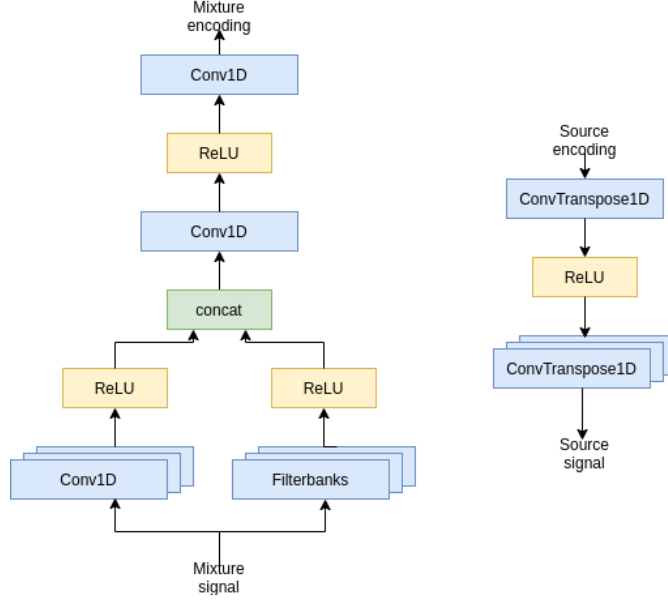 Mixture
encoding
Conv1D
ReLU
Conv1D
concat
ReLU
ReLU
Conv1D
Filterbanks
Mixture
signal
Source
encoding
ConvTranspose1D
ReLU
ConvTranspose1D
Source
signal